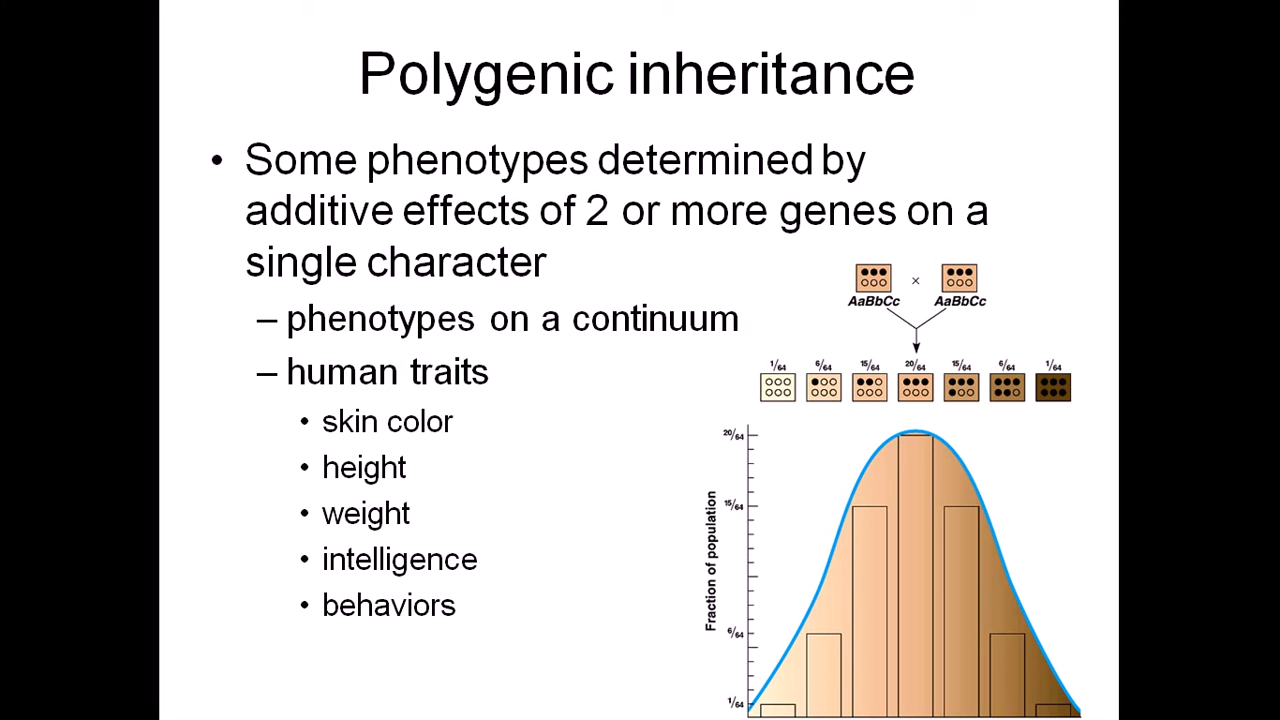 Polygenic inheritance
• Some phenotypes determined by
additive effects of 2 or more genes on a
single character
– phenotypes on a continuum
– human traits
• skin color
• height
• weight
• intelligence
• behaviors
×
AaBbCc AaBbCc
1/64 6/64 15/64 20/64 15/64 6/64 1/64
20/64
15/64
Fraction of population
6/64
1/64